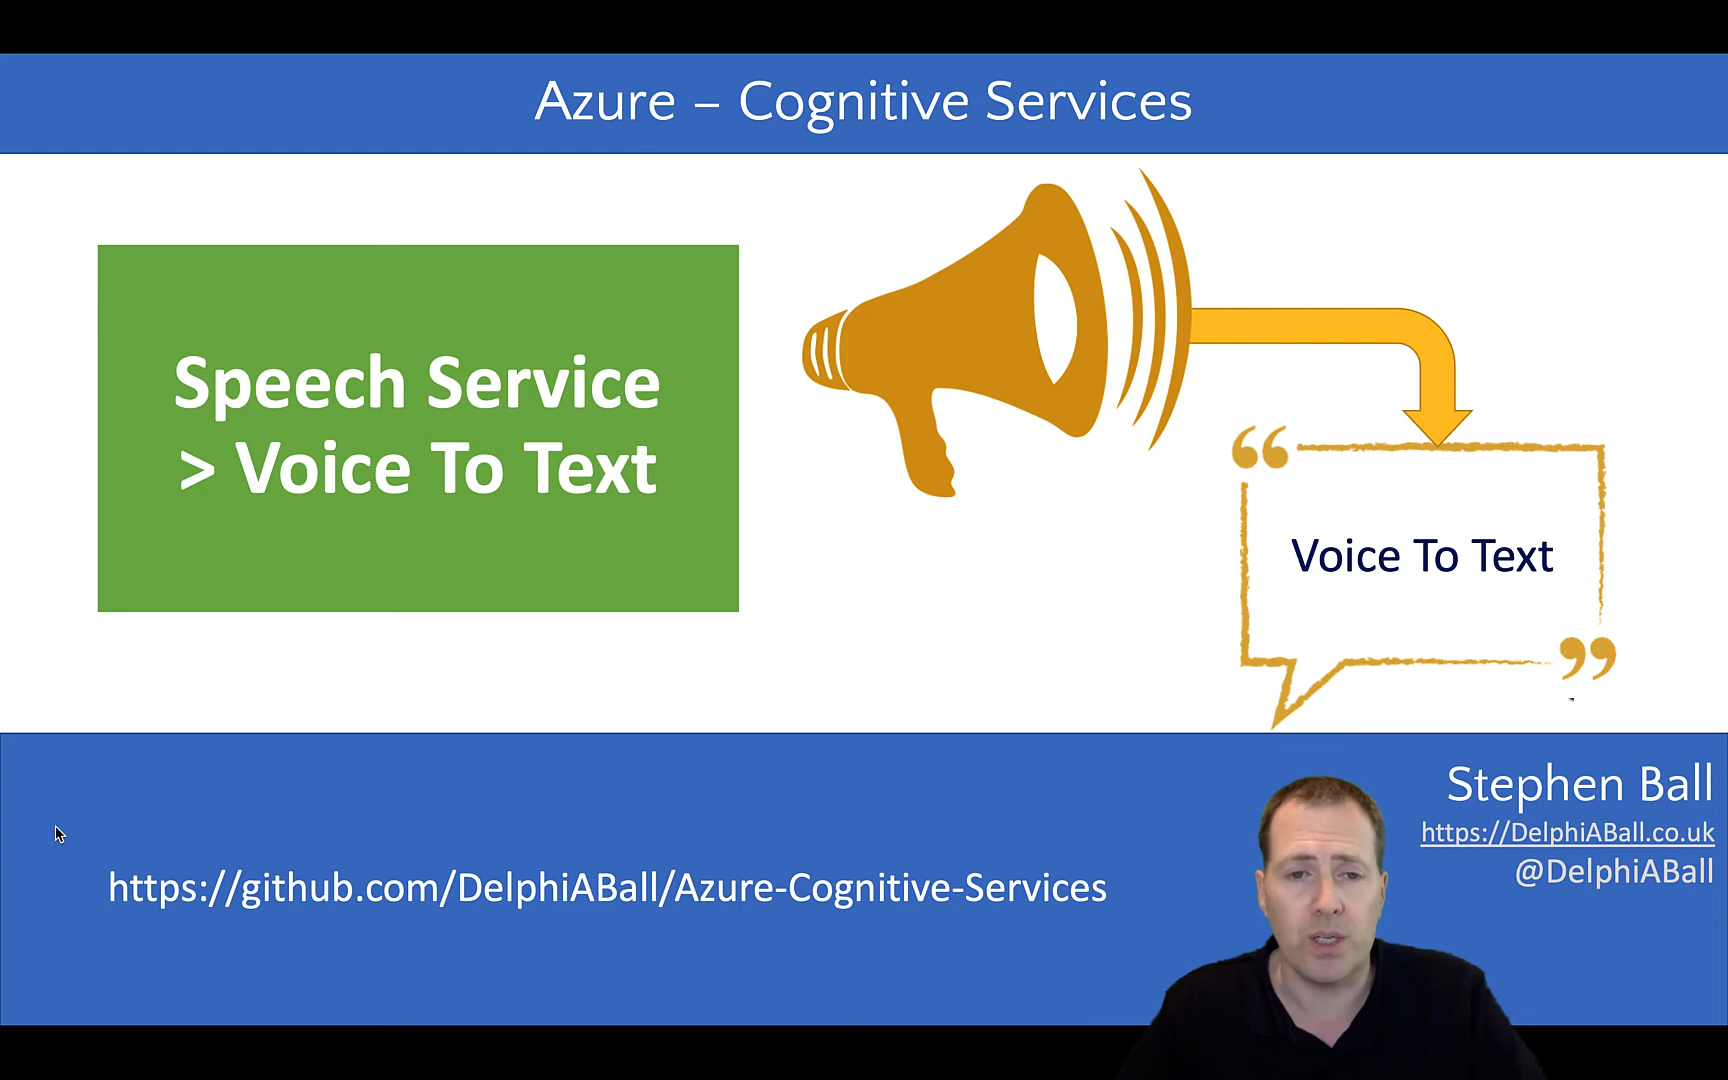 Azure – Cognitive Services
Speech Service
> Voice To Text
“
Voice To Text
”
Stephen Ball
https://DelphiABall.co.uk
@DelphiABall
https://github.com/DelphiABall/Azure-Cognitive-Services